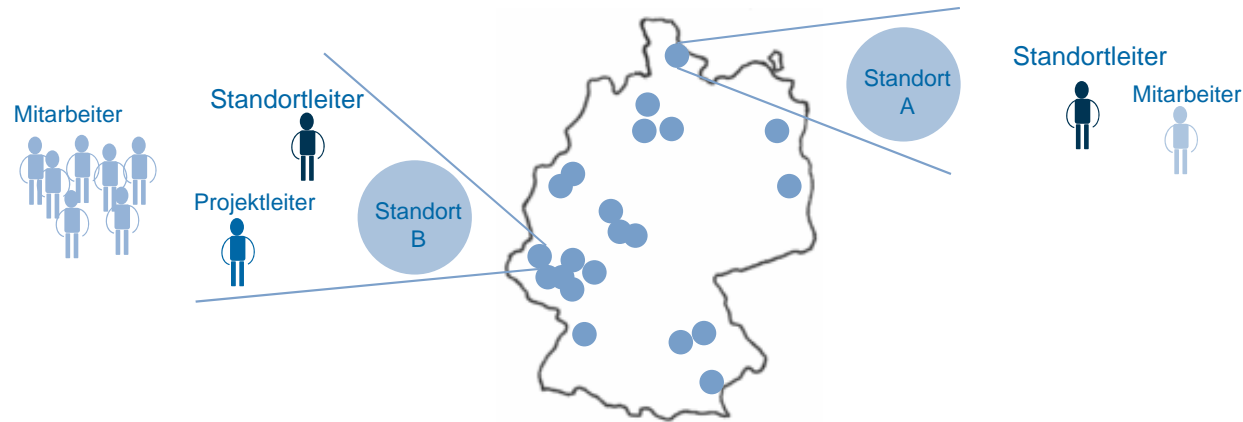 Mitarbeiter
Standortleiter
Projektleiter
Standort
B
Standort
A
Standortleiter
Mitarbeiter